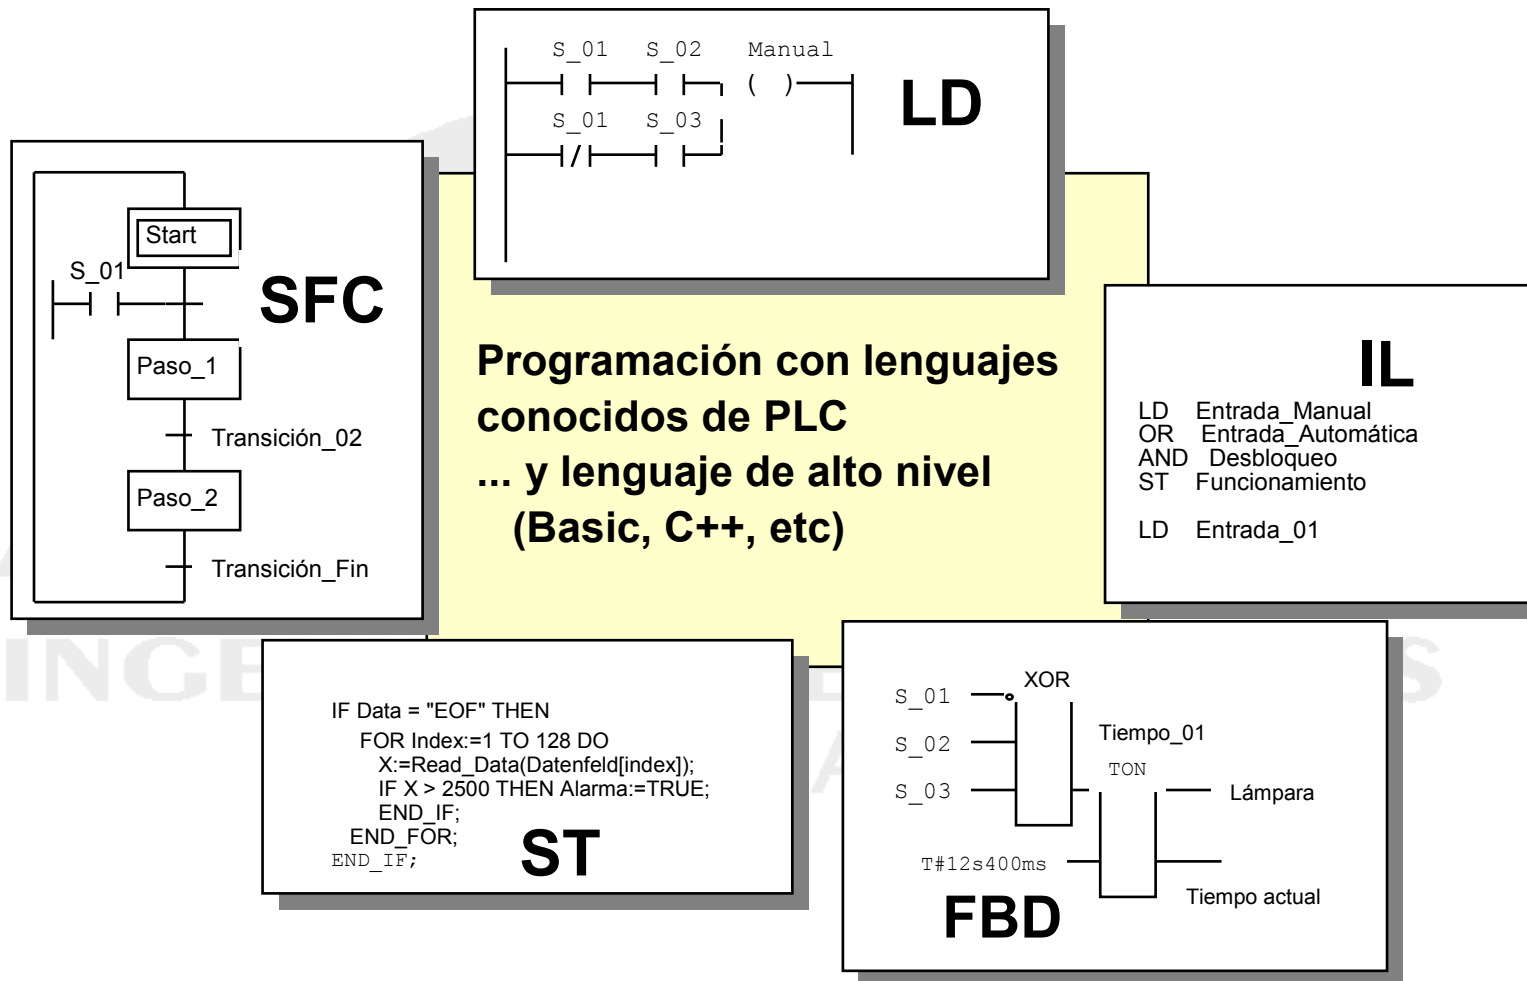 S_01 S_02 Manual
( )
LD
S_01 S_03
Start
S_01
SFC
Paso_1
Transición_02
Paso_2
Transición_Fin
Programación con lenguajes
conocidos de PLC
... y lenguaje de alto nivel
(Basic, C++, etc)
IL
LD Entrada_Manual
OR Entrada_Automática
AND Desbloqueo
ST Funcionamiento
LD Entrada_01
IF Data = "EOF" THEN
FOR Index:=1 TO 128 DO
X:=Read_Data(Datenfeld[index]);
IF X > 2500 THEN Alarma:=TRUE;
END_IF;
END_FOR;
END_IF;
ST
XOR
S_01
S_02
S_03
Tiempo_01
TON
Lámpara
T#12s400ms
Tiempo actual
FBD